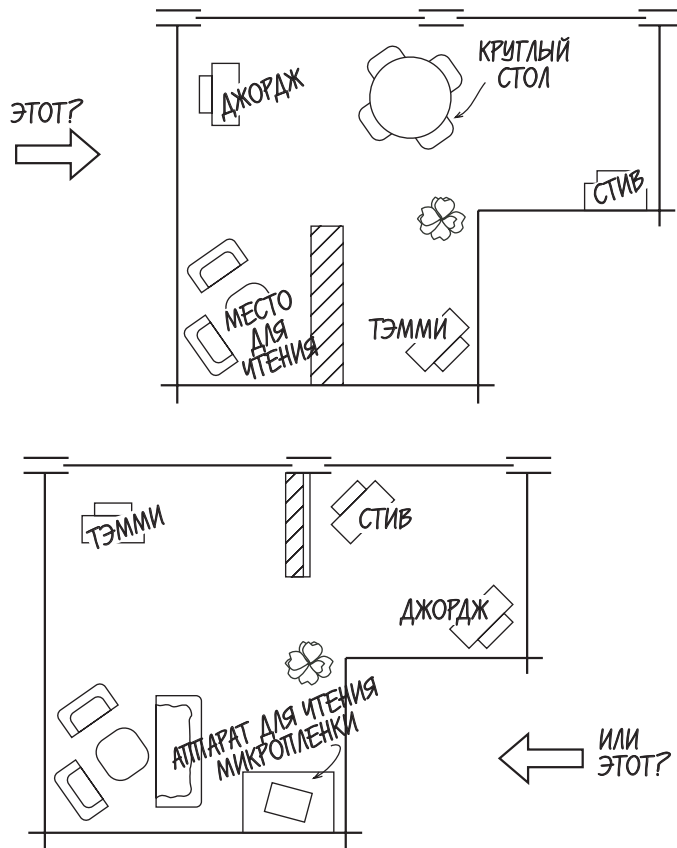 КРУГЛЫЙ
СТОЛ
ДЖОРДЖ
ЭТОТ?
СТИВ
МЕСТО
ДЛЯ
ЧТЕНИЯ
ТЭММИ
ТЭММИ
СТИВ
ДЖОРДЖ
АППАРАТ ДЛЯ ЧТЕНИЯ
МИКРОПЛЕНКИ
ИЛИ
ЭТОТ?